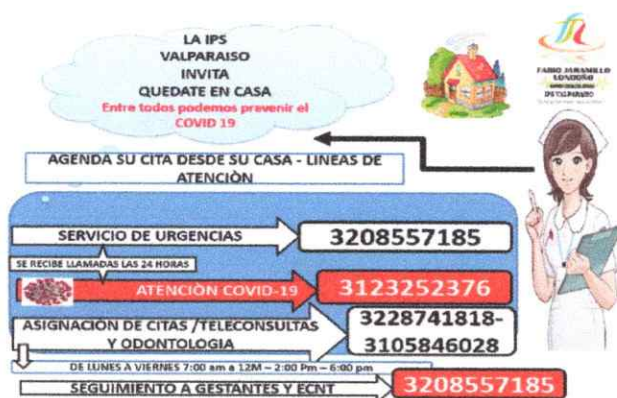 LA IPS
VALPARAISO
INVITA
QUEDATE EN CASA
Entre todos podemos prevenir el
COVID 19
FABIO JARAMILLO
LONDOÑO
IPS VALPARAISO
AGENDA SU CITA DESDE SU CASA - LINEAS DE
ATENCIÒN
SERVICIO DE URGENCIAS
3208557185
SE RECIBE LLAMADAS LAS 24 HORAS
ATENCIÒN COVID-19
3123252376
ASIGNACIÓN DE CITAS /TELECONSULTAS
Y ODONTOLOGIA
3228741818-
3105846028
DE LUNES A VIERNES 7:00 am a 12M – 2:00 Pm – 6:00 pm
SEGUIMIENTO A GESTANTES Y ECNT
3208557185